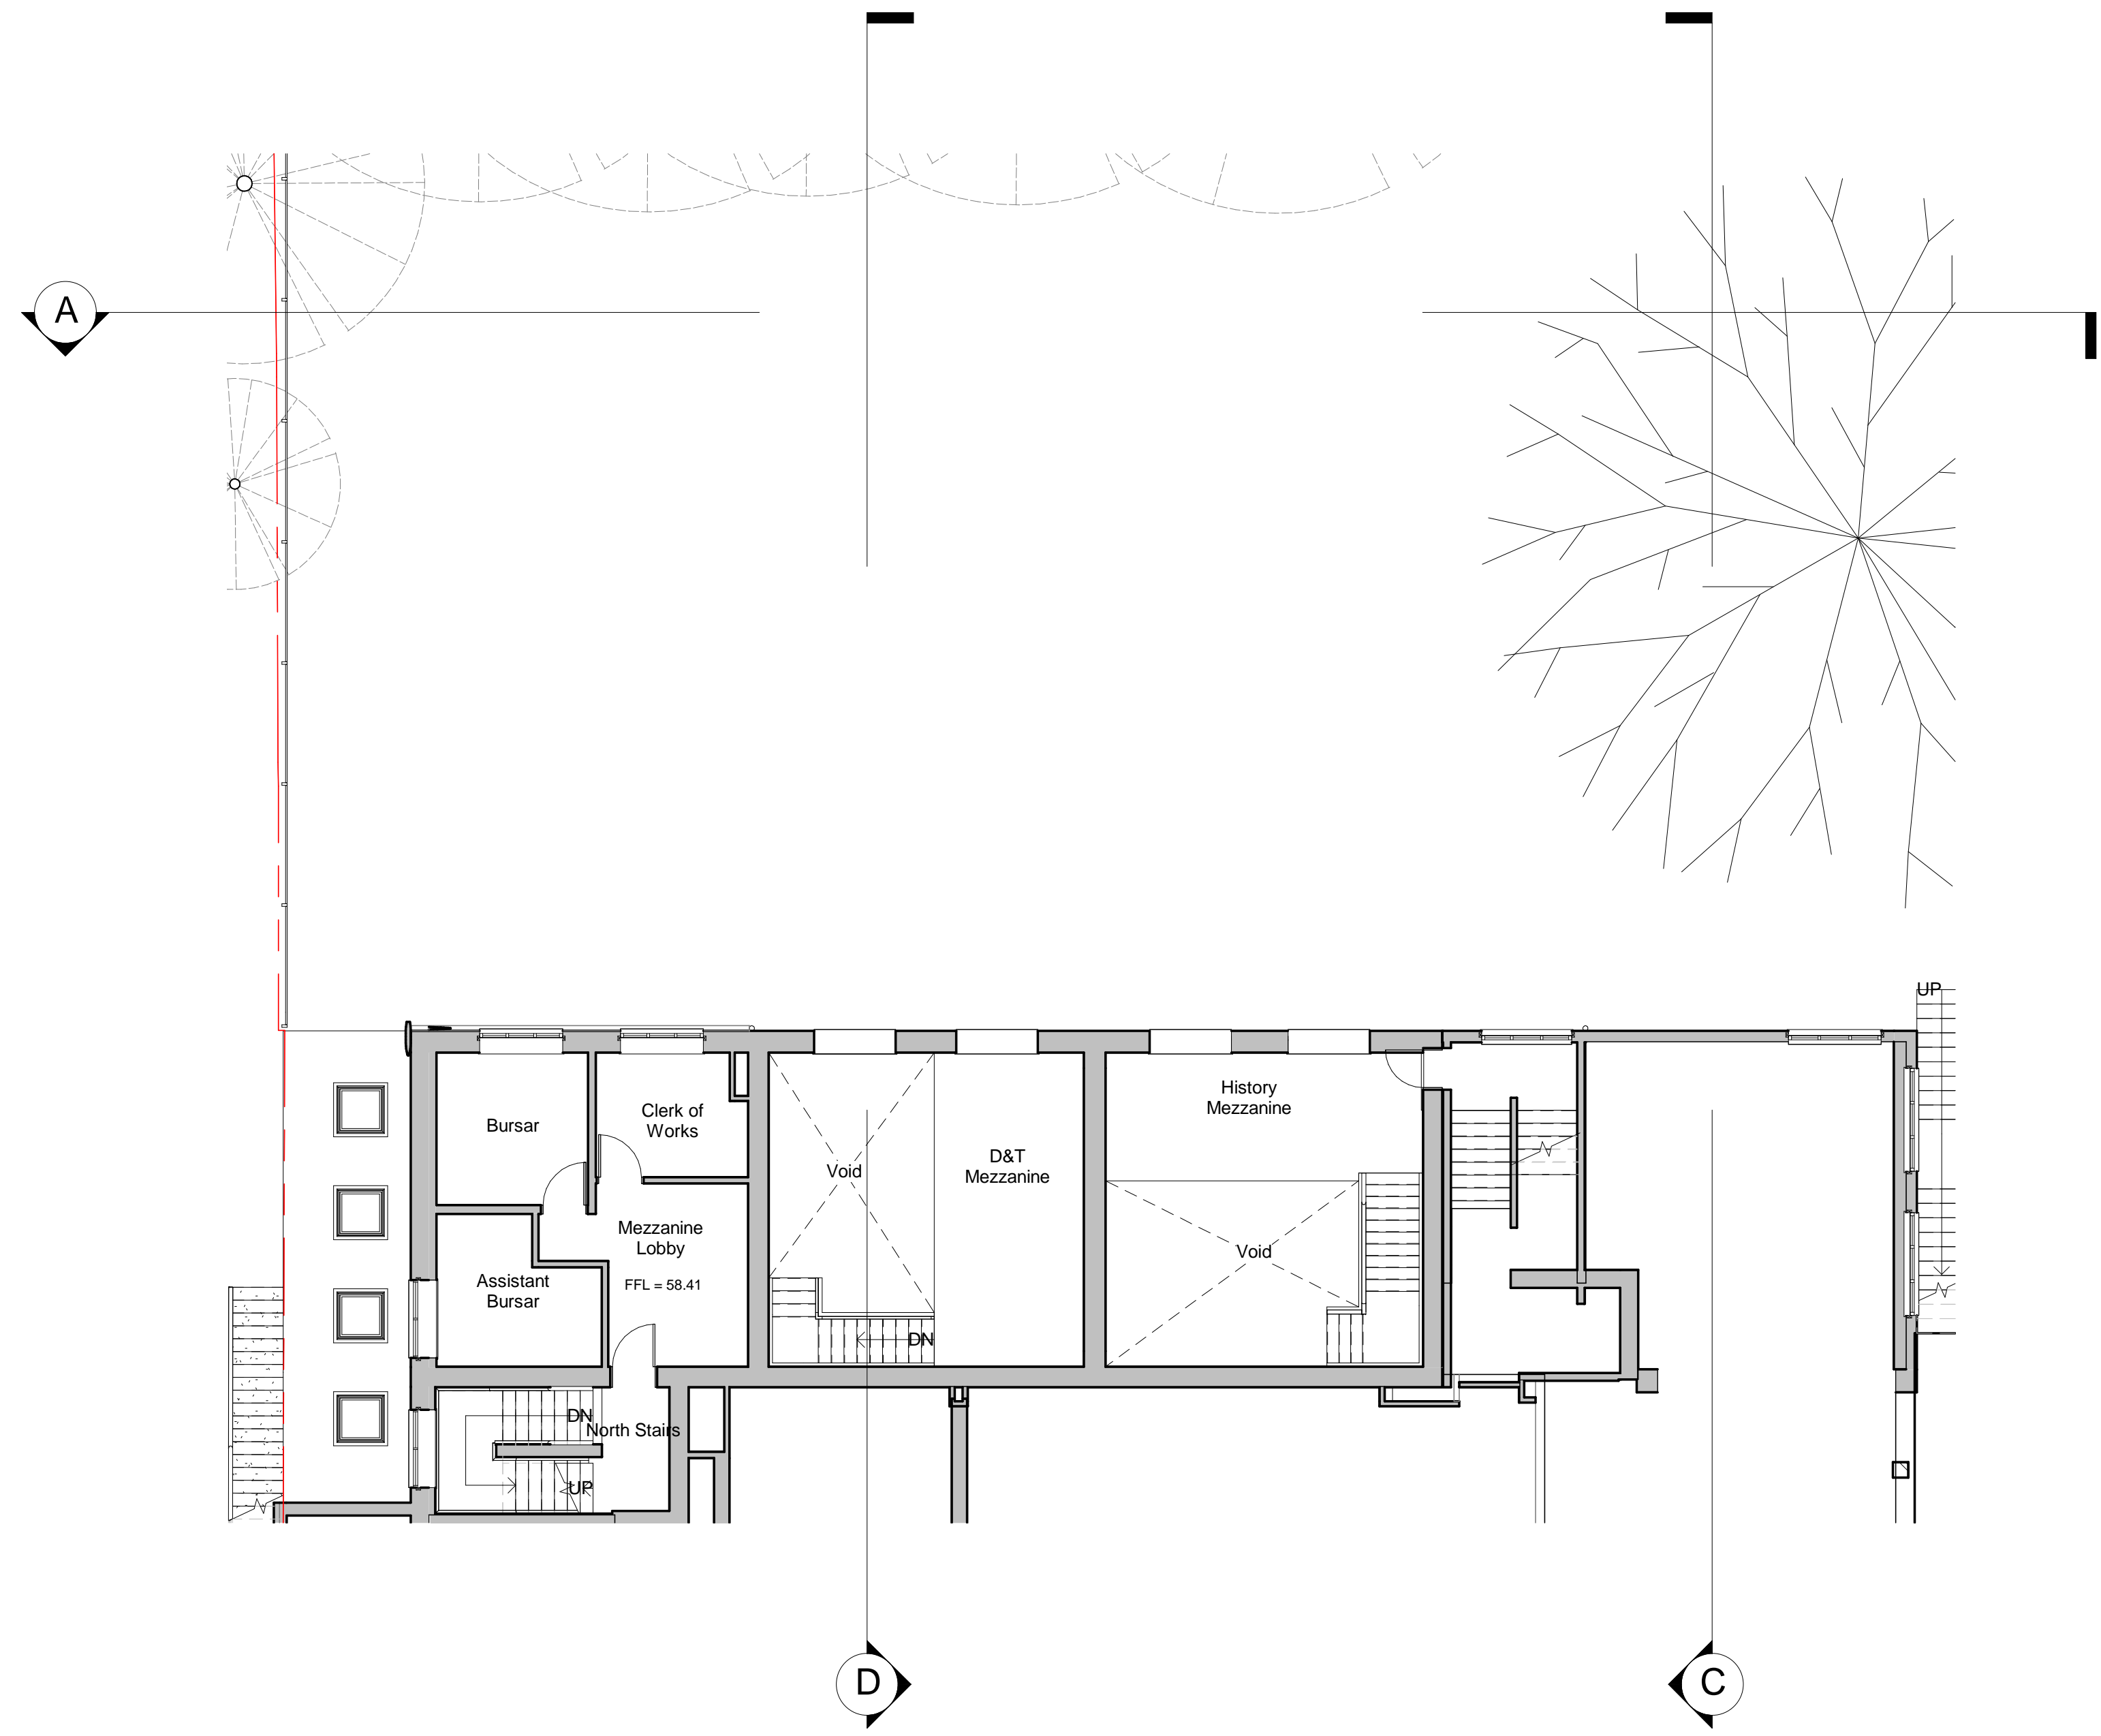 A
UP
Bursar
Clerk of
Works
History
Mezzanine
Void
D&T
Mezzanine
Mezzanine
Lobby
FFL = 58.41
Void
Assistant
Bursar
DN
DN
North Stairs
UP
D
C